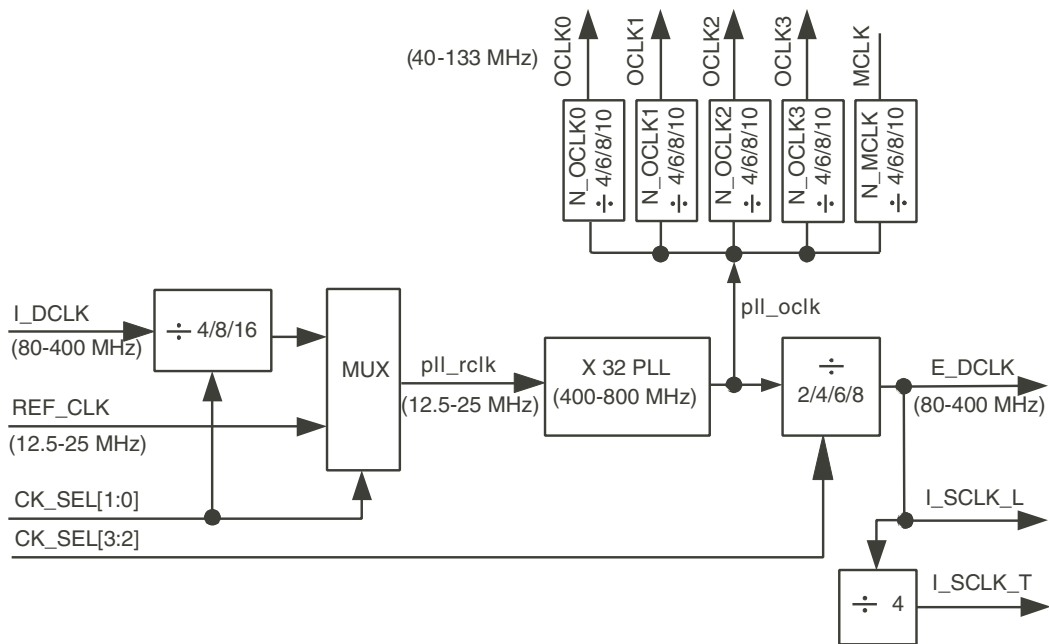 (40-133 MHz)
OCLK0
OCLK1
OCLK2
OCLK3
MCLK
N_OCLK0
÷ 4/6/8/10
N_OCLK1
÷ 4/6/8/10
N_OCLK2
÷ 4/6/8/10
N_OCLK3
÷ 4/6/8/10
N_MCLK
÷ 4/6/8/10
pll_oclk
I_DCLK
(80-400 MHz)
÷ 4/8/16
MUX
pll_rclk
(12.5-25 MHz)
X 32 PLL
(400-800 MHz)
÷
2/4/6/8
E_DCLK
(80-400 MHz)
REF_CLK
(12.5-25 MHz)
CK_SEL[1:0]
CK_SEL[3:2]
I_SCLK_L
÷ 4
I_SCLK_T